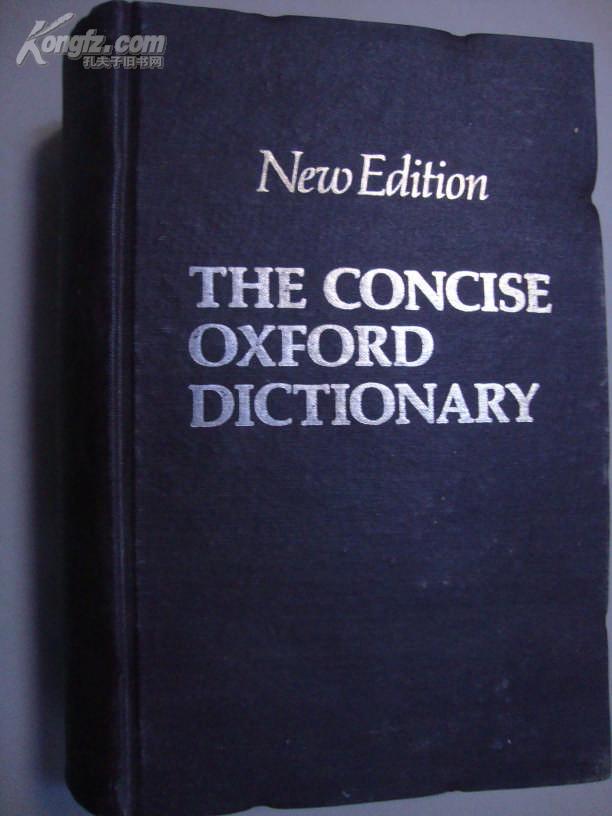 Kongfz.com
孔夫子旧书网
New Edition
THE CONCISE
OXFORD
DICTIONARY